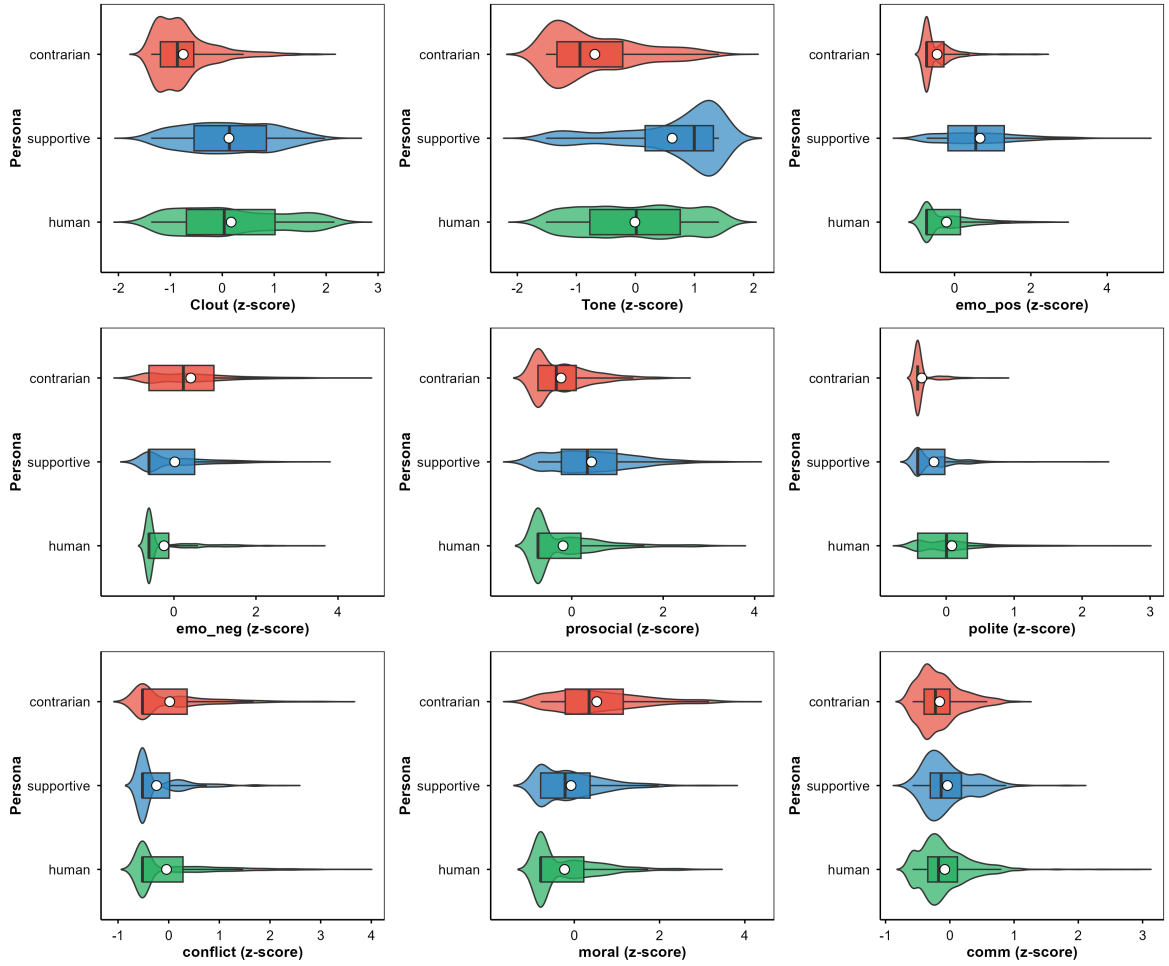 Persona
contrarian
supportive
human
-2 -1 0 1 2 3
Clout (z-score)
Persona
contrarian
supportive
human
-2 -1 0 1 2
Tone (z-score)
Persona
contrarian
supportive
human
0 2 4
emo_pos (z-score)
Persona
contrarian
supportive
human
0 2 4
emo_neg (z-score)
Persona
contrarian
supportive
human
0 2 4
prosocial (z-score)
Persona
contrarian
supportive
human
0 1 2 3
polite (z-score)
Persona
contrarian
supportive
human
-1 0 1 2 3 4
conflict (z-score)
Persona
contrarian
supportive
human
0 2 4
moral (z-score)
Persona
contrarian
supportive
human
-1 0 1 2 3
comm (z-score)